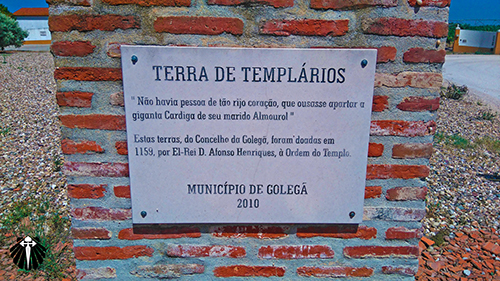 TERRA DE TEMPLÁRIOS
" Não havia pessoa de tão rijo coração, que ousasse apartar a
giganta Cardiga de seu marido Almourol "
Estas terras, do Concelho da Golegã, foram doadas em
1159, por El-Rei D. Afonso Henriques, à Ordem do Templo.
MUNICÍPIO DE GOLEGÃ
2010